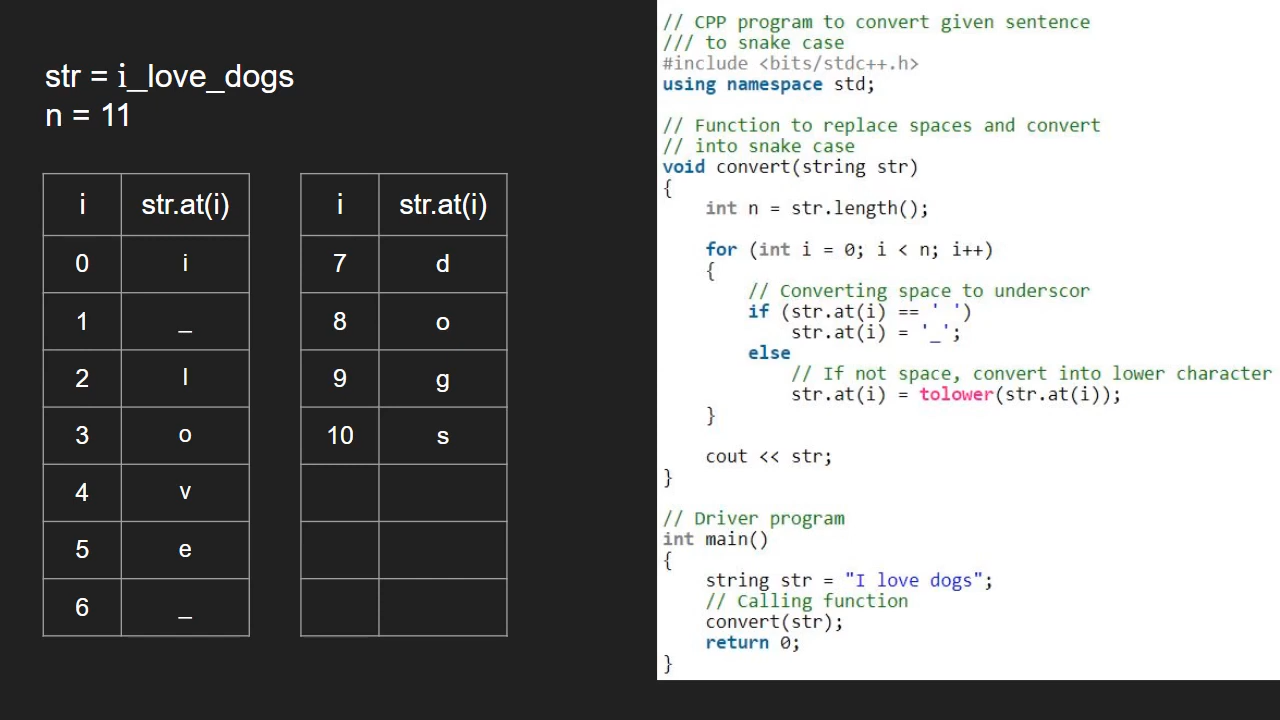 str = i_love_dogs
n = 11
i str.at(i)
0 i
1 _
2 l
3 o
4 v
5 e
6 _
i str.at(i)
7 d
8 o
9 g
10 s
// CPP program to convert given sentence
/// to snake case
#include <bits/stdc++.h>
using namespace std;
// Function to replace spaces and convert
// into snake case
void convert(string str)
{
int n = str.length();
for (int i = 0; i < n; i++)
{
// Converting space to underscor
if (str.at(i) == ' ')
str.at(i) = '_';
else
// If not space, convert into lower character
str.at(i) = tolower(str.at(i));
}
cout << str;
}
// Driver program
int main()
{
string str = "I love dogs";
// Calling function
convert(str);
return 0;
}